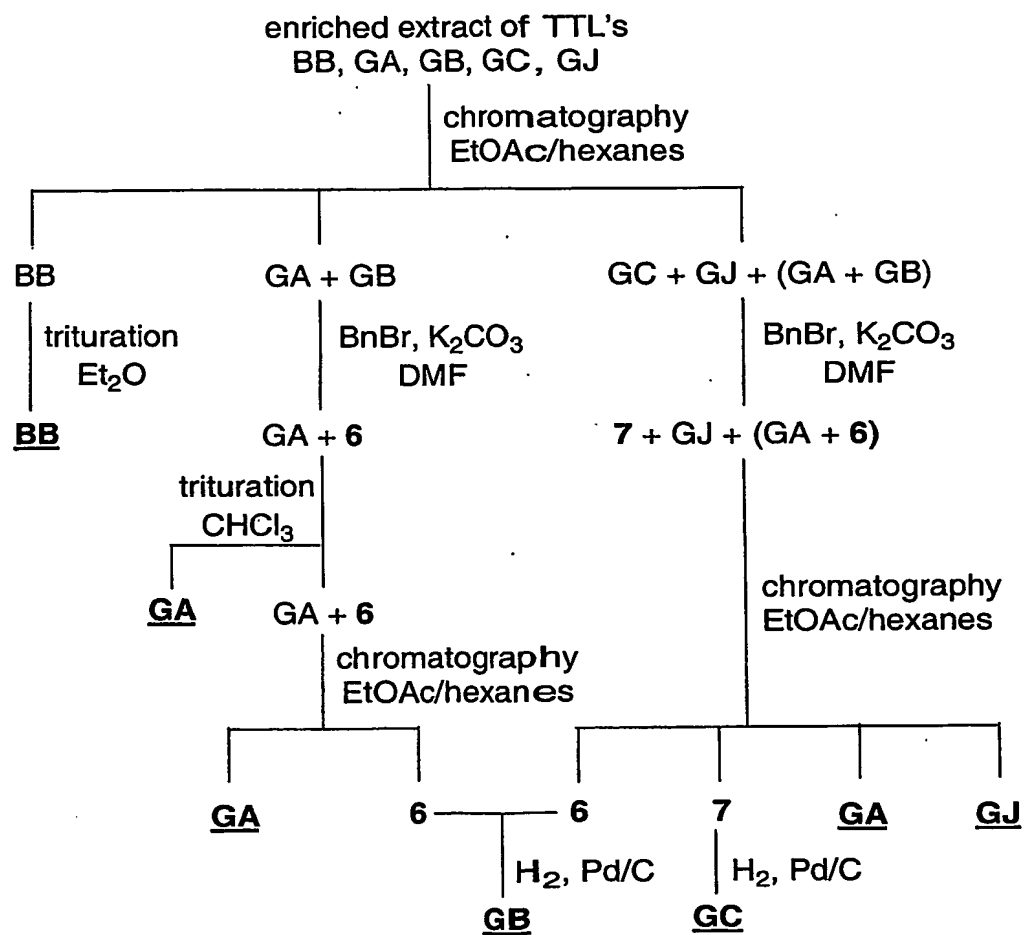 enriched extract of TTL's
BB, GA, GB, GC, GJ
chromatography
EtOAc/hexanes
BB
GA + GB
GC + GJ + (GA + GB)
trituration
Et₂O
BnBr, K₂CO₃
DMF
BnBr, K₂CO₃
DMF
BB
GA + 6
7 + GJ + (GA + 6)
trituration
CHCl₃
GA
GA + 6
chromatography
EtOAc/hexanes
chromatography
EtOAc/hexanes
GA
6
6
7
GA
GJ
H₂, Pd/C
H₂, Pd/C
GB
GC